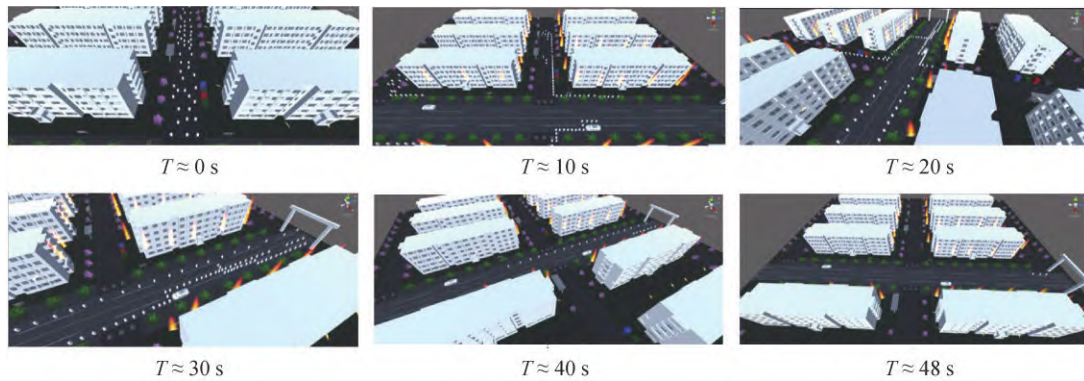 T ≈ 0 s
T ≈ 10 s
T ≈ 20 s
T ≈ 30 s
T ≈ 40 s
T ≈ 48 s